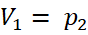 V₁ = p₂